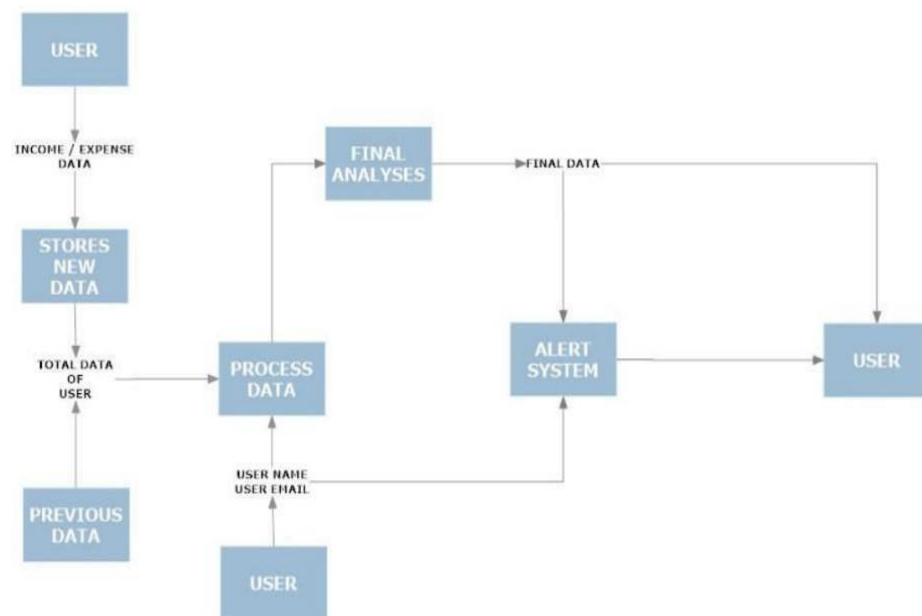 USER
INCOME / EXPENSE
DATA
STORES
NEW
DATA
TOTAL DATA
OF
USER
PREVIOUS
DATA
PROCESS
DATA
USER NAME
USER EMAIL
USER
FINAL
ANALYSES
FINAL DATA
ALERT
SYSTEM
USER